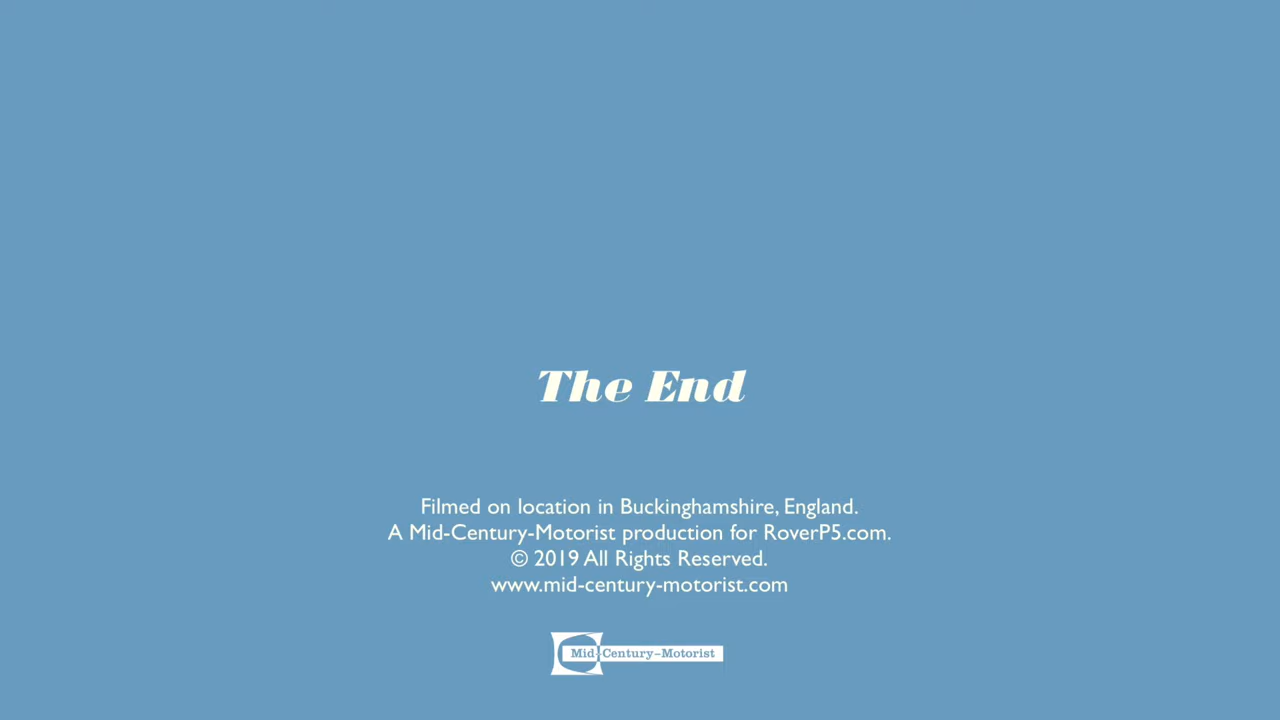 The End
Filmed on location in Buckinghamshire, England.
A Mid-Century-Motorist production for RoverP5.com.
© 2019 All Rights Reserved.
www.mid-century-motorist.com
Mid-Century-Motorist